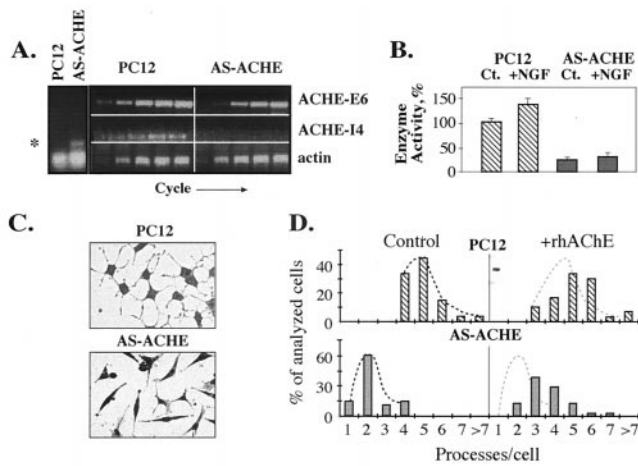 A.
PC12
AS-ACHE
PC12
AS-ACHE
ACHE-E6
ACHE-I4
actin
*
Cycle
B.
PC12 AS-ACHE
Ct. +NGF Ct. +NGF
Enzyme
Activity, %
150
100
50
0
C.
PC12
AS-ACHE
D.
Control PC12 +rhAChE
% of analyzed cells
40
20
0
AS-ACHE
60
40
20
0
1 2 3 4 5 6 7 >7 1 2 3 4 5 6 7 >7
Processes/cell